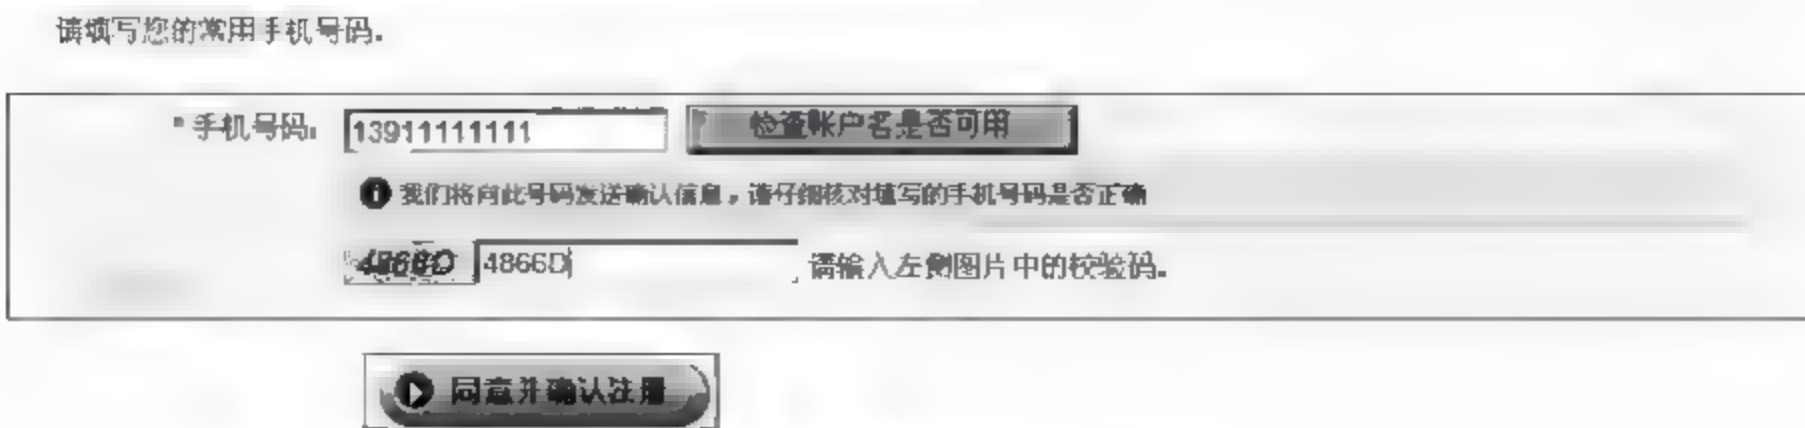 请填写您的常用手机号码。
*手机号码: 13911111111 检查账户名是否可用
我们将向此号码发送确认信息,请仔细核对填写的手机号码是否正确
4866D 4866D 请输入左侧图片中的校验码。
同意并确认注册